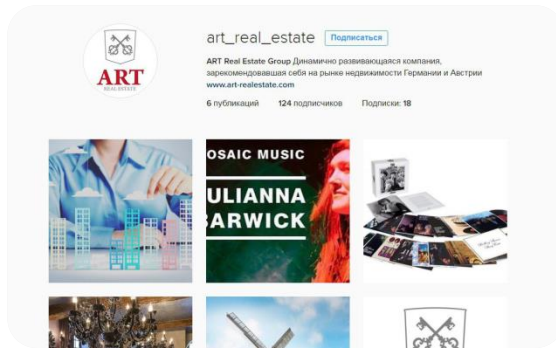 art_real_estate Подписаться
ART
REAL ESTATE
ART Real Estate Group Динамично развивающаяся компания,
зарекомендовавшая себя на рынке недвижимости Германии и Австрии
www.art-realestate.com
6 публикаций 124 подписчиков Подписки: 18
OSAIC MUSIC
ULIANNA
BARWICK